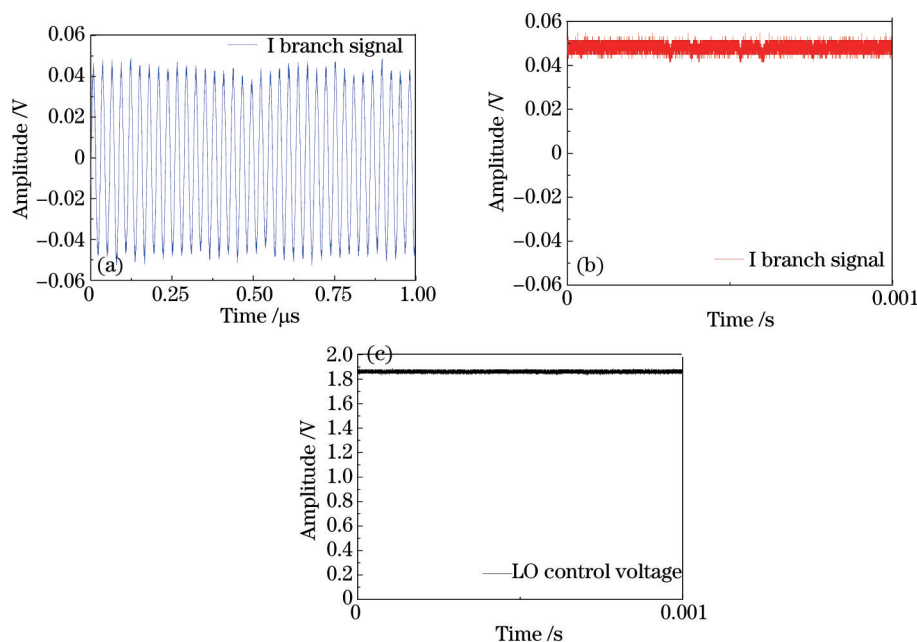 I branch signal
0.06
0.04
0.02
0
−0.02
−0.04
−0.06
Amplitude /V
(a)
0
0.25
0.50
0.75
1.00
Time /μs
0.06
0.04
0.02
0
−0.02
−0.04
−0.06
Amplitude /V
(b)
I branch signal
0
0.001
Time /s
(c)
2.0
1.8
1.6
1.4
1.2
1.0
0.8
0.6
0.4
0.2
0
Amplitude /V
LO control voltage
0
0.001
Time /s